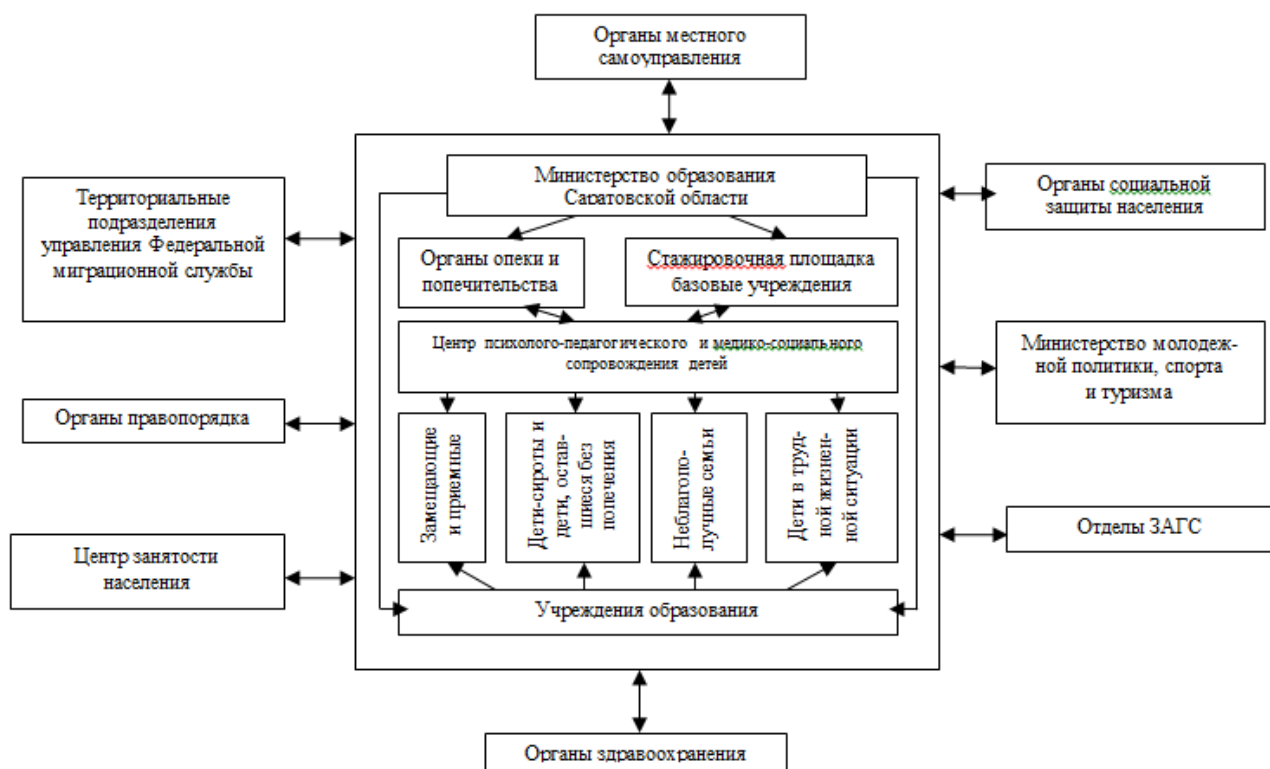 Органы местного
самоуправления
Министерство образования
Саратовской области
Территориальные
подразделения
управления Федеральной
миграционной службы
Органы социальной
защиты населения
Органы опеки и
попечительства
Стажировочная площадка
базовые учреждения
Центр психолого-педагогического и медико-социального
сопровождения детей
Министерство молодеж-
ной политики, спорта
и туризма
Органы правопорядка
Замещающие
и приемные
Дети-сироты и
дети, остав-
шиеся без
попечения
Неблагопо-
лучные семьи
Дети в труд-
ной жизнен-
ной ситуации
Отделы ЗАГС
Центр занятости
населения
Учреждения образования
Органы здравоохранения